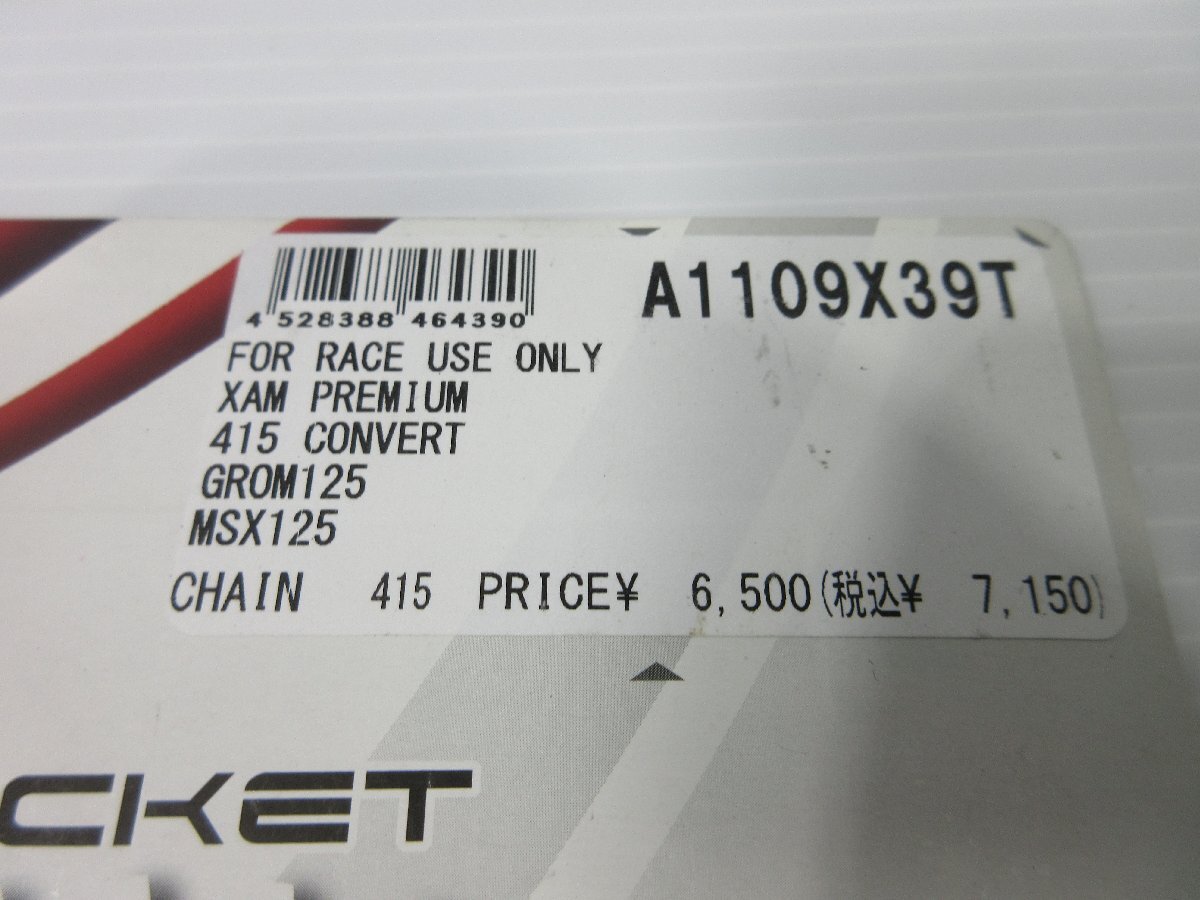 A1109X39T
4 528388 464390
FOR RACE USE ONLY
XAM PREMIUM
415 CONVERT
GROM125
MSX125
CHAIN 415 PRICE¥ 6,500(税込¥ 7,150)
CKET